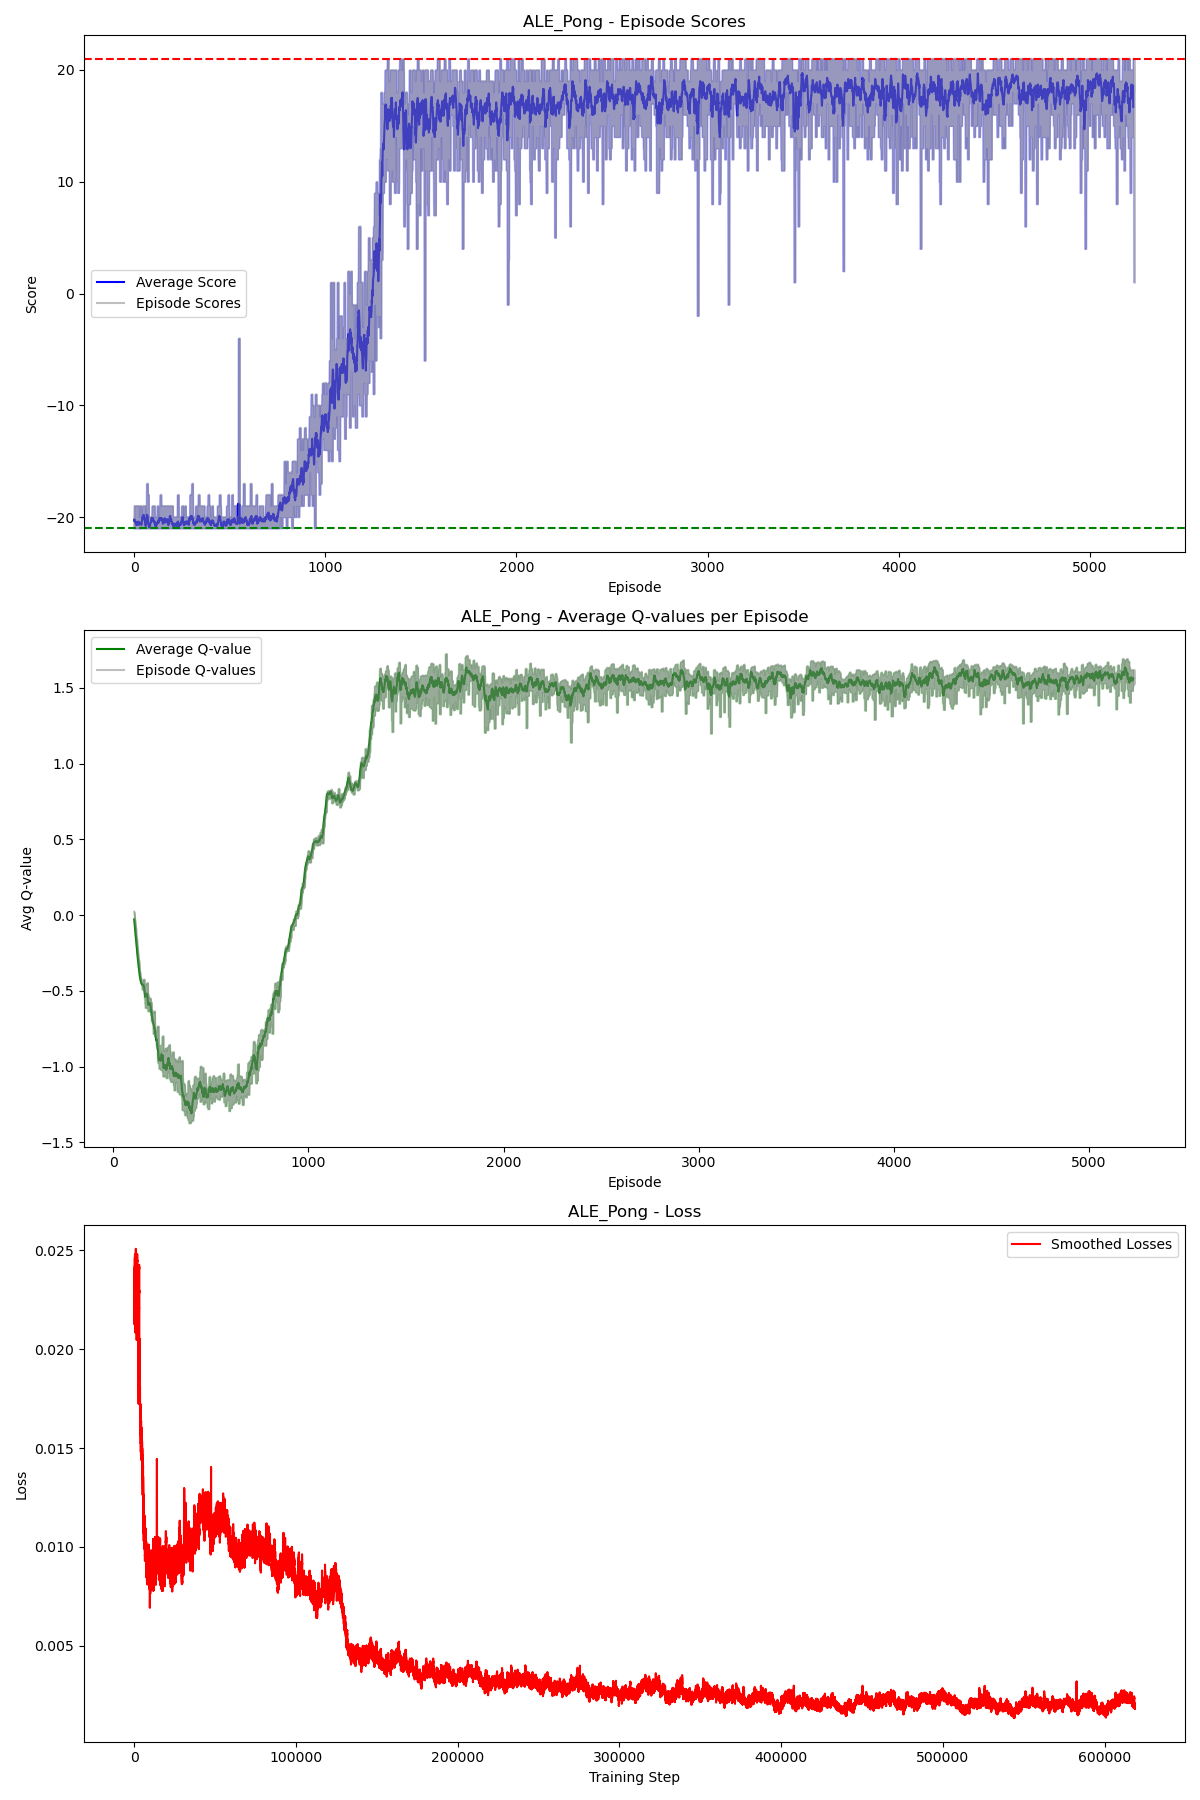 ALE_Pong - Episode Scores
20
10
0
−10
−20
Score
Average Score
Episode Scores
0 1000 2000 3000 4000 5000
Episode
ALE_Pong - Average Q-values per Episode
Average Q-value
Episode Q-values
1.5
1.0
0.5
0.0
−0.5
−1.0
−1.5
Avg Q-value
0 1000 2000 3000 4000 5000
Episode
ALE_Pong - Loss
Smoothed Losses
0.025
0.020
0.015
0.010
0.005
Loss
0 100000 200000 300000 400000 500000 600000
Training Step